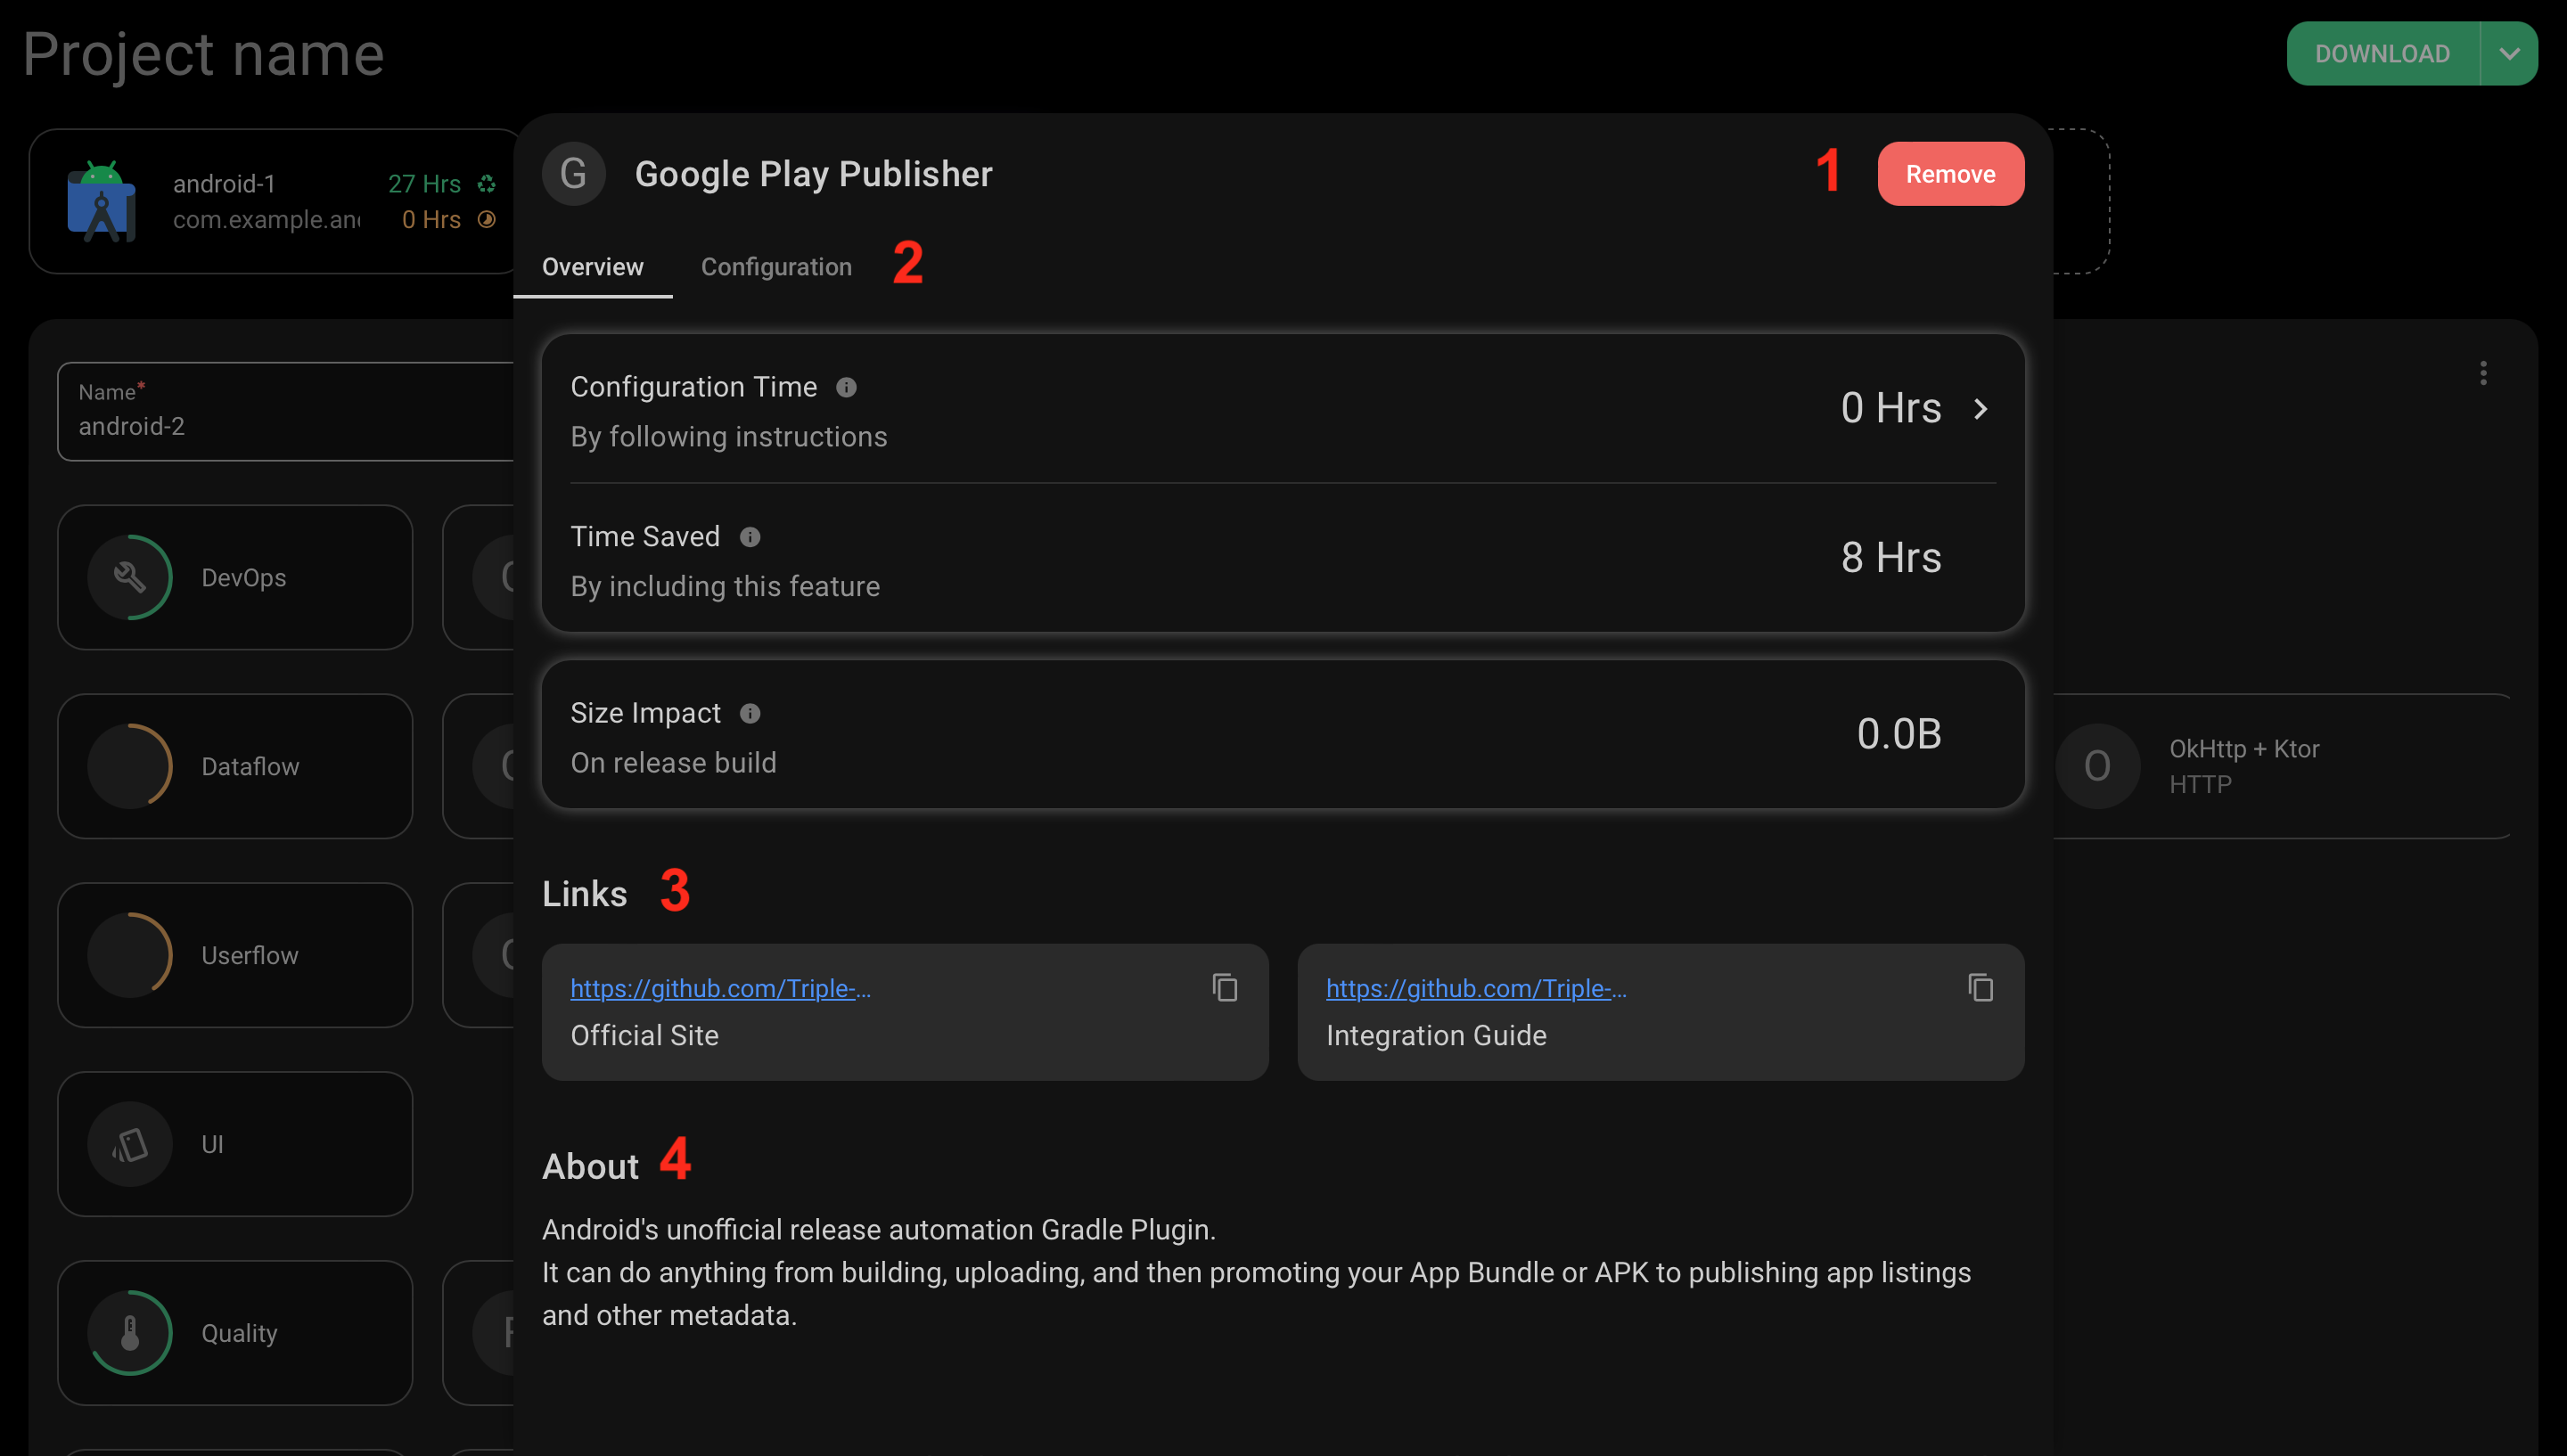 Project name
DOWNLOAD
android-1
27 Hrs
com.example.an
0 Hrs
G
Google Play Publisher
1
Remove
Overview
Configuration
2
Name*
android-2
Configuration Time
By following instructions
0 Hrs
Time Saved
By including this feature
8 Hrs
DevOps
Size Impact
On release build
0.0B
Dataflow
O
OkHttp + Ktor
HTTP
Links
3
Userflow
https://github.com/Triple-...
Official Site
https://github.com/Triple-...
Integration Guide
UI
About
4
Android's unofficial release automation Gradle Plugin.
It can do anything from building, uploading, and then promoting your App Bundle or APK to publishing app listings
and other metadata.
Quality